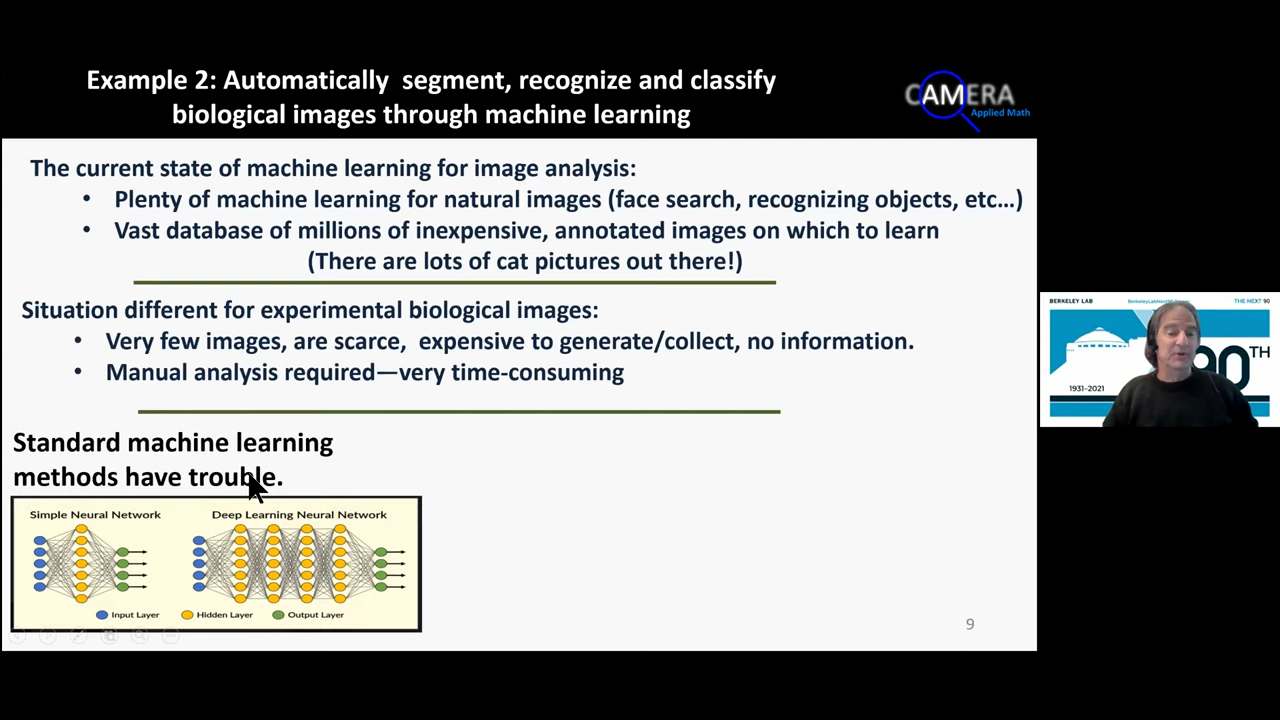 Example 2: Automatically segment, recognize and classify
biological images through machine learning
CAMERA
Applied Math
The current state of machine learning for image analysis:
• Plenty of machine learning for natural images (face search, recognizing objects, etc…)
• Vast database of millions of inexpensive, annotated images on which to learn
(There are lots of cat pictures out there!)
Situation different for experimental biological images:
• Very few images, are scarce, expensive to generate/collect, no information.
• Manual analysis required—very time-consuming
Standard machine learning
methods have trouble.
Simple Neural Network
Deep Learning Neural Network
Input Layer
Hidden Layer
Output Layer
9
BERKELEY LAB
THE NEXT 90
90TH
1931–2021